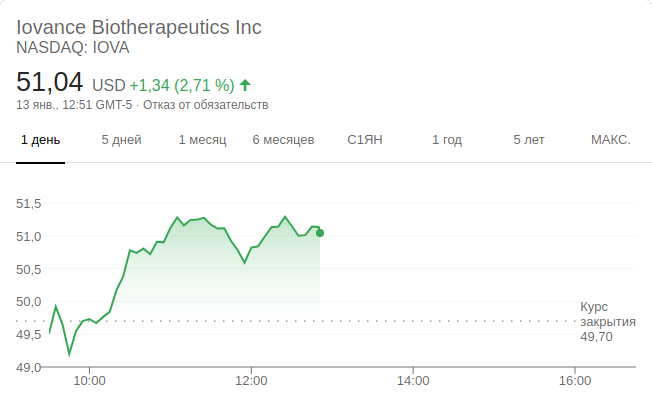 Iovance Biotherapeutics Inc
NASDAQ: IOVA
51,04 USD +1,34 (2,71 %)
13 янв., 12:51 GMT-5 · Отказ от обязательств
1 день 5 дней 1 месяц 6 месяцев С1ЯН 1 год 5 лет МАКС.
51,5
51,0
50,5
50,0
49,5
49,0
Курс
закрытия
49,70
10:00 12:00 14:00 16:00